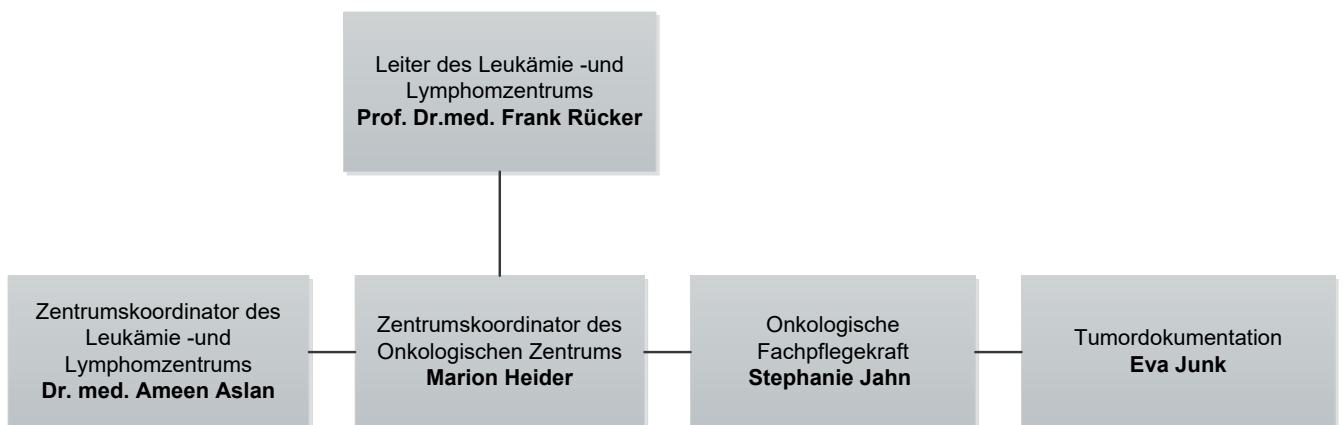 Leiter des Leukämie -und
Lymphomzentrums
Prof. Dr.med. Frank Rücker
Zentrumskoordinator des
Leukämie -und
Lymphomzentrums
Dr. med. Ameen Aslan
Zentrumskoordinator des
Onkologischen Zentrums
Marion Heider
Onkologische
Fachpflegekraft
Stephanie Jahn
Tumordokumentation
Eva Junk